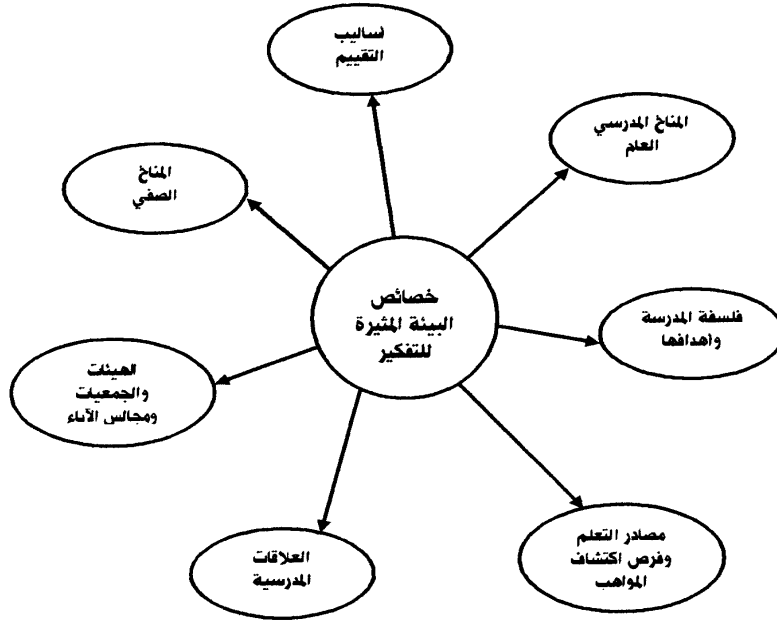 أساليب
التقييم
المناخ المدرسي
العام
المناخ
الصفي
خصائص
البيئة المثيرة
للتفكير
فلسفة المدرسة
وأهدافها
الهيئات
والجمعيات
ومجالس الآباء
مصادر التعلم
وفرص اكتشاف
المواهب
العلاقات
المدرسية